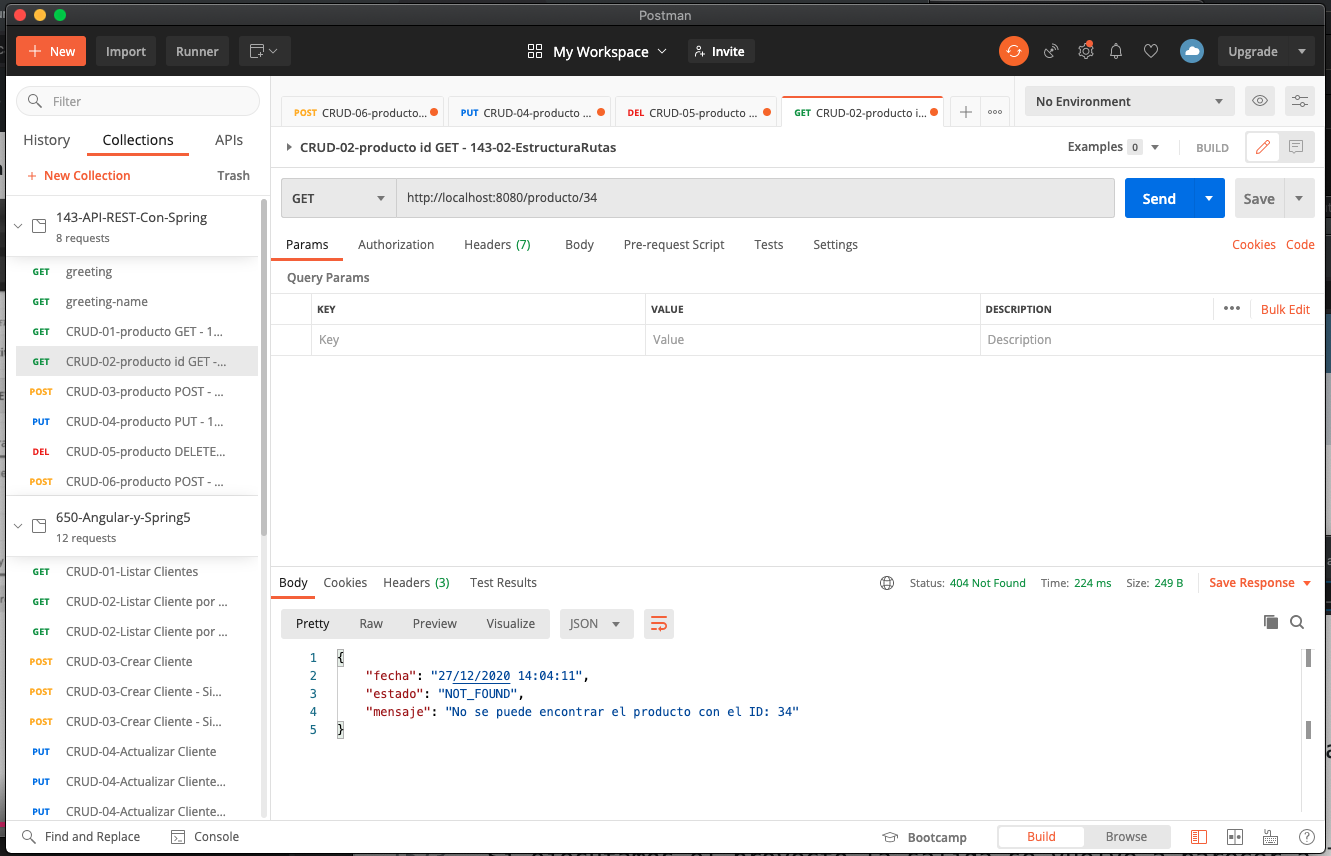 Postman
New
Import
Runner
My Workspace
Invite
Upgrade
Filter
History
Collections
APIs
+ New Collection
Trash
143-API-REST-Con-Spring
8 requests
GET greeting
GET greeting-name
GET CRUD-01-producto GET - 1...
GET CRUD-02-producto id GET -...
POST CRUD-03-producto POST - ...
PUT CRUD-04-producto PUT - 1...
DEL CRUD-05-producto DELETE...
POST CRUD-06-producto POST - ...
650-Angular-y-Spring5
12 requests
GET CRUD-01-Listar Clientes
GET CRUD-02-Listar Cliente por ...
GET CRUD-02-Listar Cliente por ...
POST CRUD-03-Crear Cliente
POST CRUD-03-Crear Cliente - Si...
POST CRUD-03-Crear Cliente - Si...
PUT CRUD-04-Actualizar Cliente
PUT CRUD-04-Actualizar Cliente...
PUT CRUD-04-Actualizar Cliente...
POST CRUD-06-producto...
PUT CRUD-04-producto ...
DEL CRUD-05-producto ...
GET CRUD-02-producto i...
No Environment
CRUD-02-producto id GET - 143-02-EstructuraRutas
Examples 0
BUILD
GET
http://localhost:8080/producto/34
Send
Save
Params
Authorization
Headers (7)
Body
Pre-request Script
Tests
Settings
Cookies
Code
Query Params
KEY
VALUE
DESCRIPTION
Bulk Edit
Key
Value
Description
Body
Cookies
Headers (3)
Test Results
Status: 404 Not Found
Time: 224 ms
Size: 249 B
Save Response
Pretty
Raw
Preview
Visualize
JSON
1 {
2 "fecha": "27/12/2020 14:04:11",
3 "estado": "NOT_FOUND",
4 "mensaje": "No se puede encontrar el producto con el ID: 34"
5 }
Find and Replace
Console
Bootcamp
Build
Browse